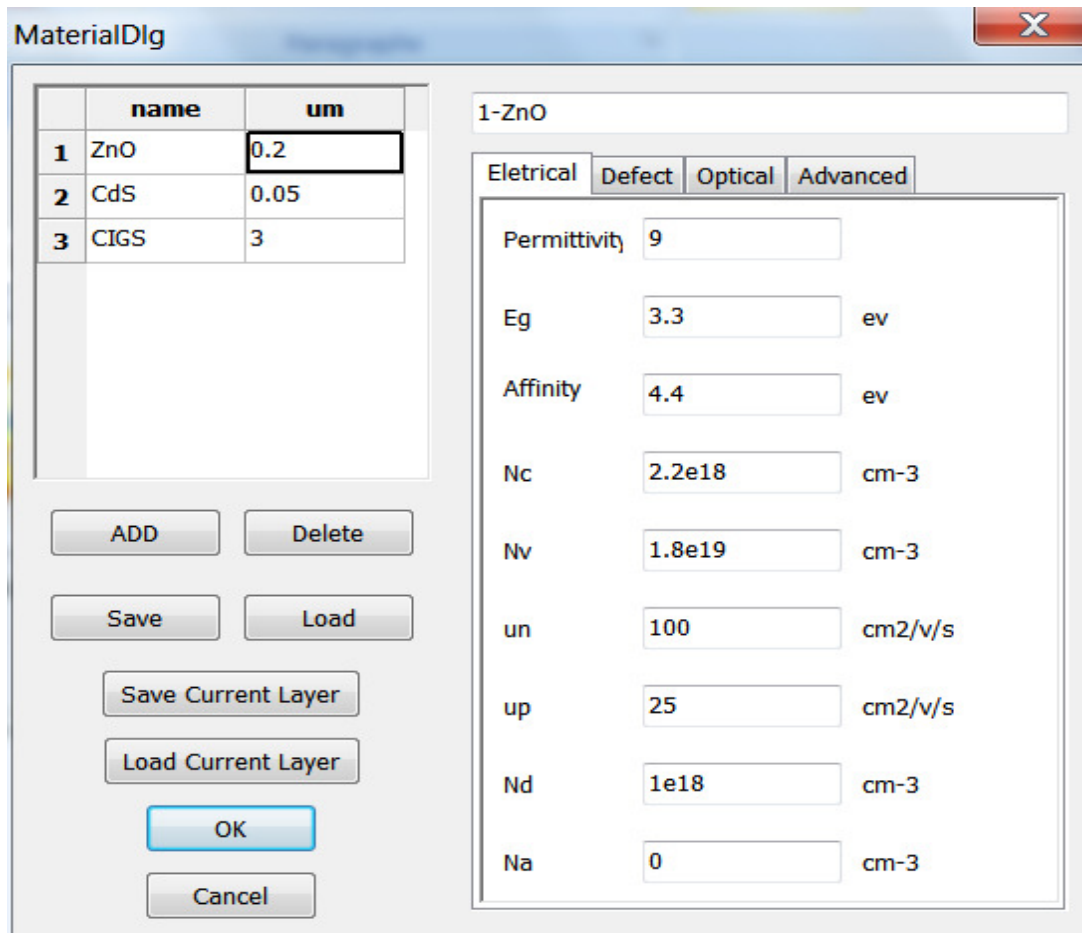 MaterialDlg
X
name um
1 ZnO 0.2
2 CdS 0.05
3 CIGS 3
ADD Delete
Save Load
Save Current Layer
Load Current Layer
OK
Cancel
1-ZnO
Eletrical Defect Optical Advanced
Permittivity 9
Eg 3.3 ev
Affinity 4.4 ev
Nc 2.2e18 cm-3
Nv 1.8e19 cm-3
un 100 cm2/v/s
up 25 cm2/v/s
Nd 1e18 cm-3
Na 0 cm-3